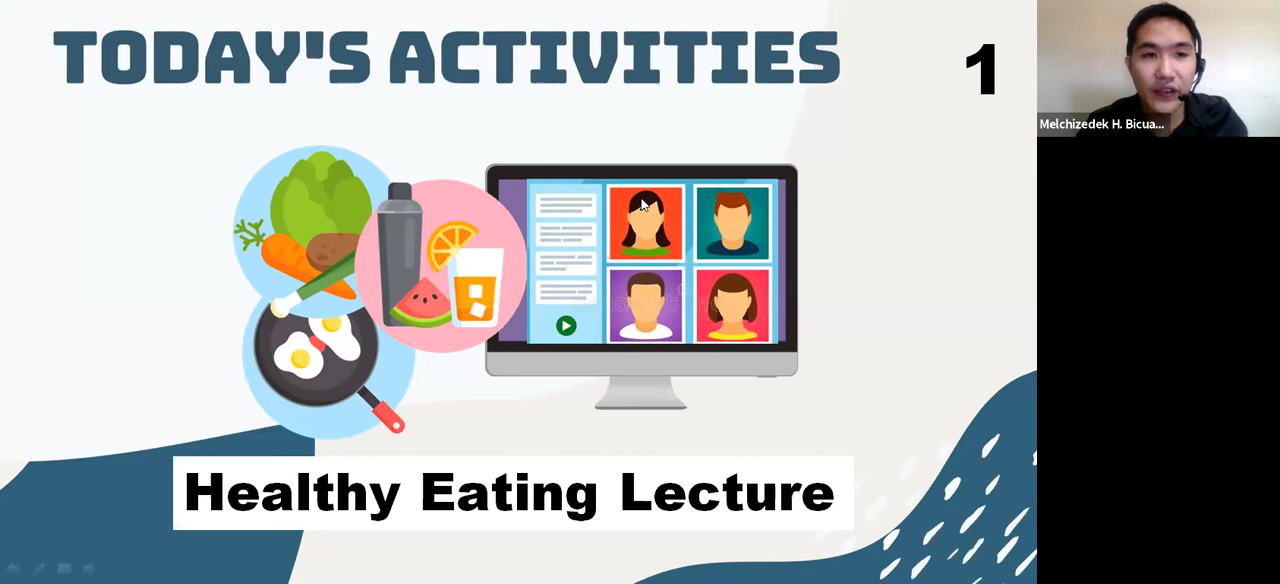 TODAY'S ACTIVITIES
1
Melchizedek H. Bicua...
Healthy Eating Lecture